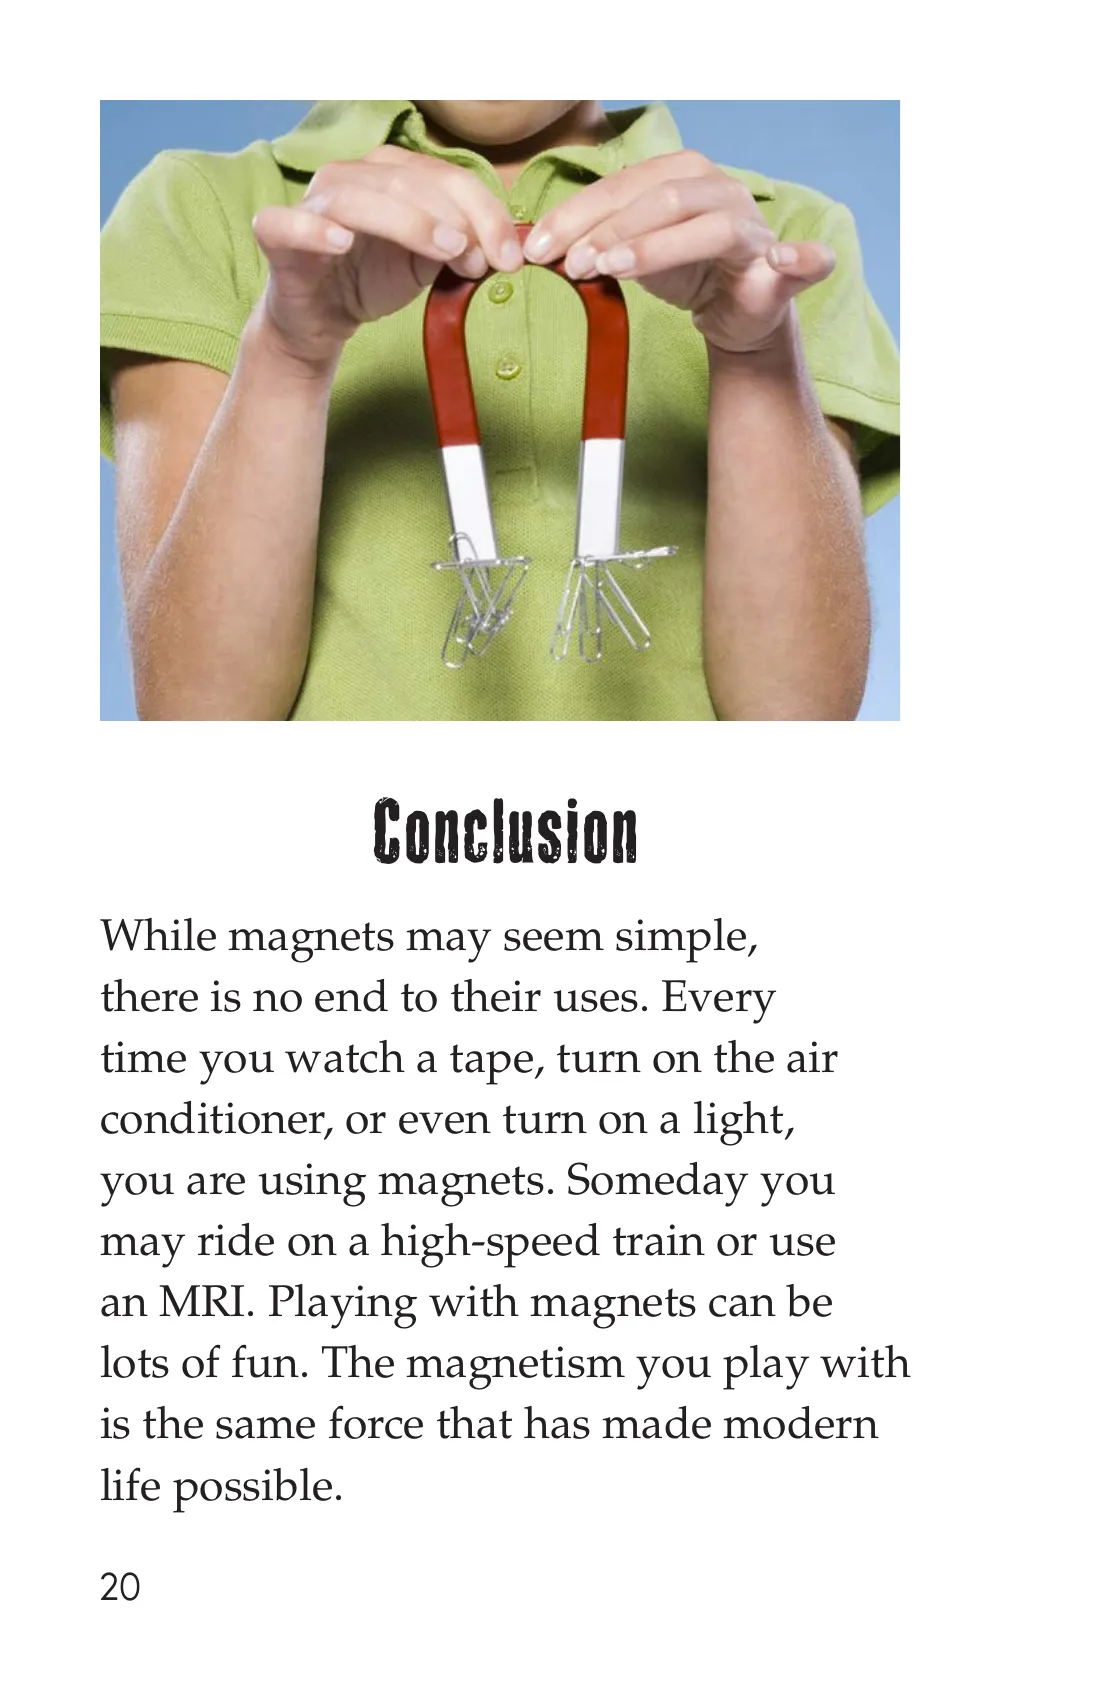 Conclusion
While magnets may seem simple,
there is no end to their uses. Every
time you watch a tape, turn on the air
conditioner, or even turn on a light,
you are using magnets. Someday you
may ride on a high-speed train or use
an MRI. Playing with magnets can be
lots of fun. The magnetism you play with
is the same force that has made modern
life possible.
20